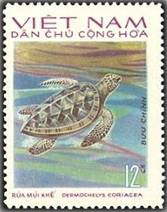 VIỆT NAM
DÂN CHỦ CỘNG HÒA
BƯU CHÍNH
12 XU
RÙA MŨI KHẾ DERMOCHELYS CORIACEA